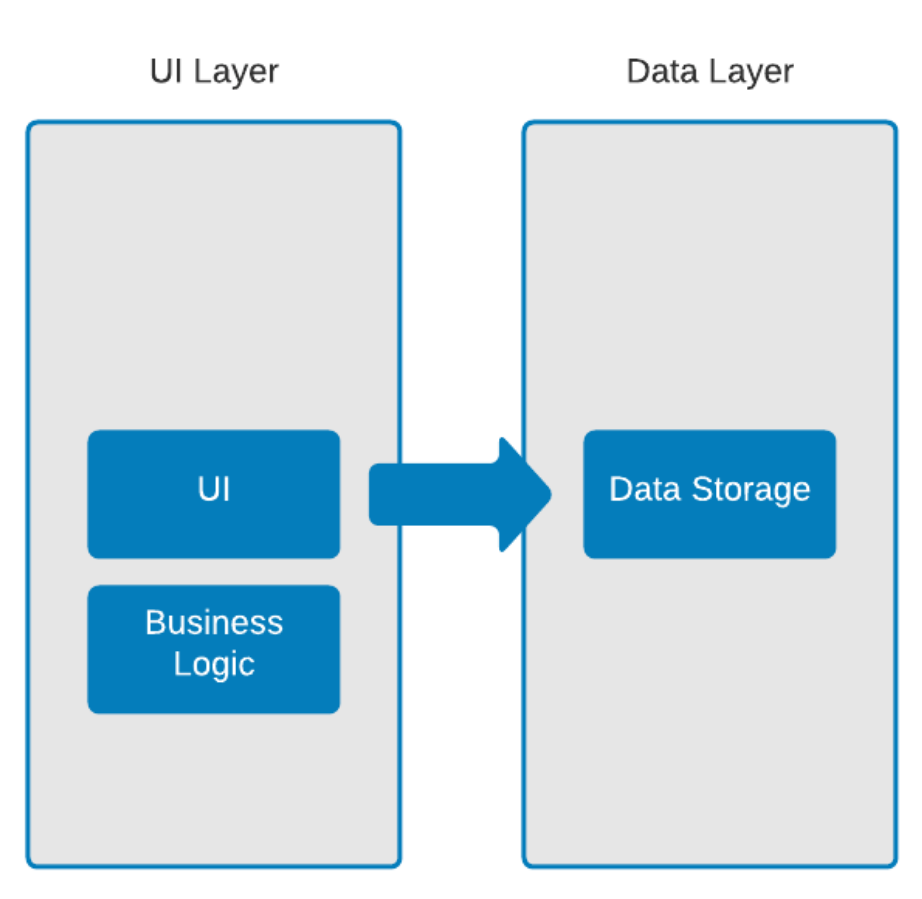 UI Layer
Data Layer
UI
Data Storage
Business
Logic